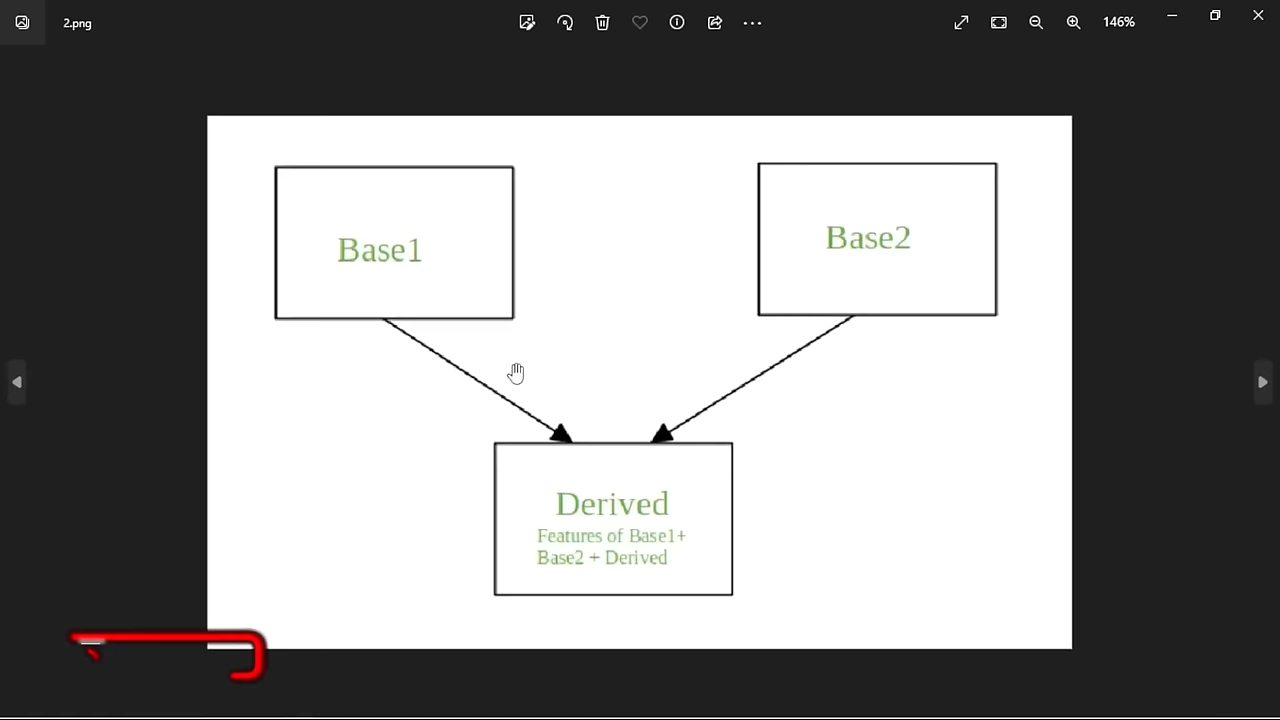 2.png
146%
Base1
Base2
Derived
Features of Base1+
Base2 + Derived